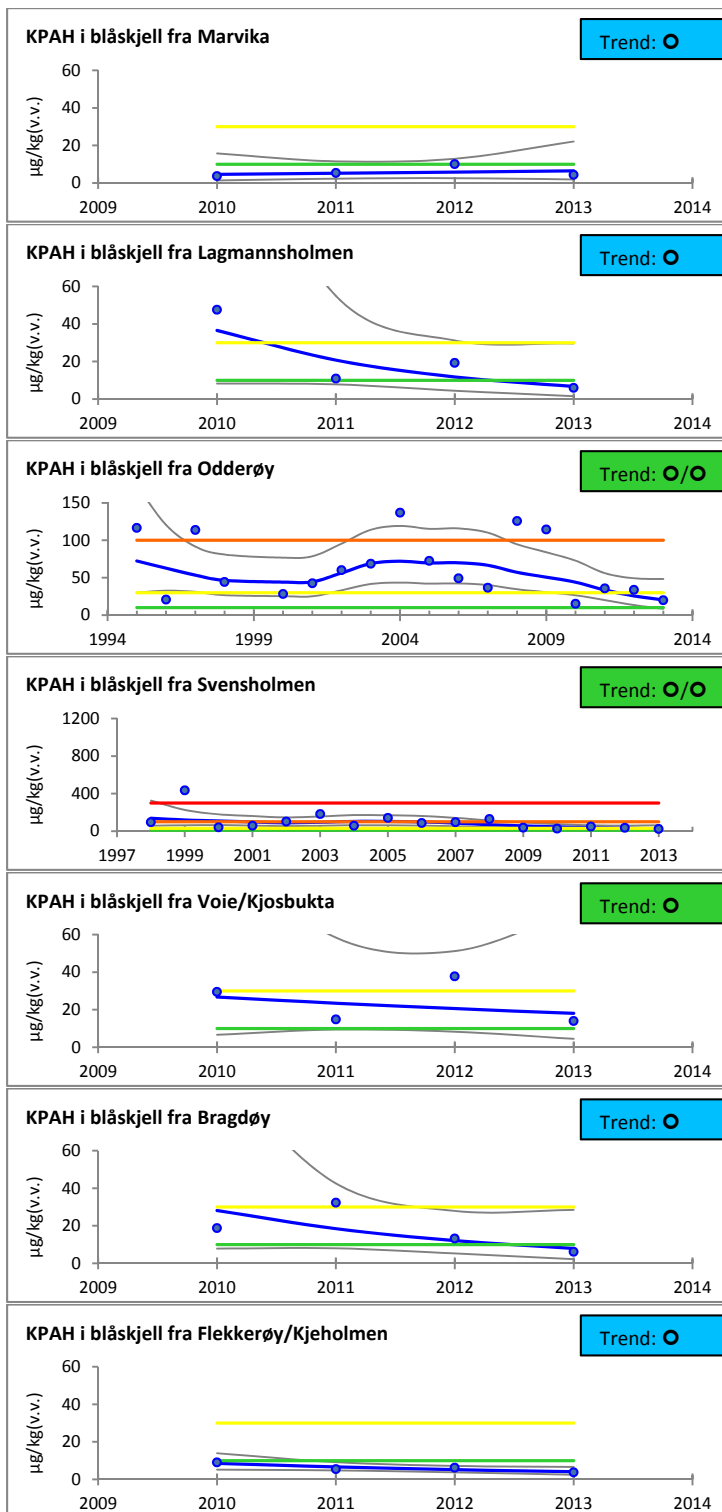 KPAH i blåskjell fra Marvika
Trend: O
µg/kg(v.v.)
60
40
20
0
2009 2010 2011 2012 2013 2014
KPAH i blåskjell fra Lagmannsholmen
Trend: O
µg/kg(v.v.)
60
40
20
0
2009 2010 2011 2012 2013 2014
KPAH i blåskjell fra Odderøy
Trend: O/O
µg/kg(v.v.)
150
100
50
0
1994 1999 2004 2009 2014
KPAH i blåskjell fra Svensholmen
Trend: O/O
µg/kg(v.v.)
1200
800
400
0
1997 1999 2001 2003 2005 2007 2009 2011 2013
KPAH i blåskjell fra Voie/Kjosbukta
Trend: O
µg/kg(v.v.)
60
40
20
0
2009 2010 2011 2012 2013 2014
KPAH i blåskjell fra Bragdøy
Trend: O
µg/kg(v.v.)
60
40
20
0
2009 2010 2011 2012 2013 2014
KPAH i blåskjell fra Flekkerøy/Kjeholmen
Trend: O
µg/kg(v.v.)
60
40
20
0
2009 2010 2011 2012 2013 2014